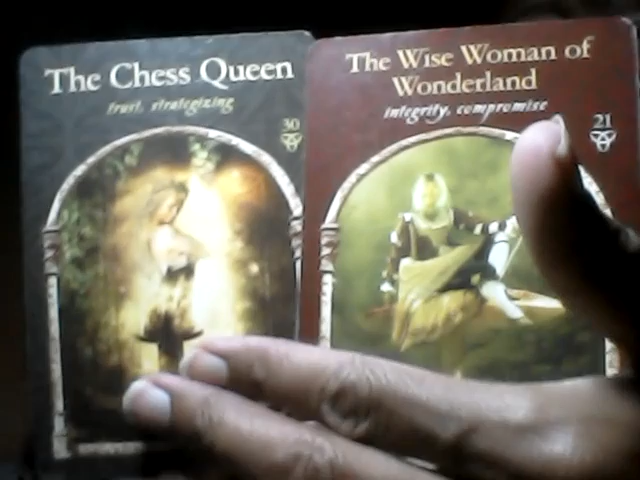 The Chess Queen
trust, strategizing
30
The Wise Woman of
Wonderland
integrity, compromise
21